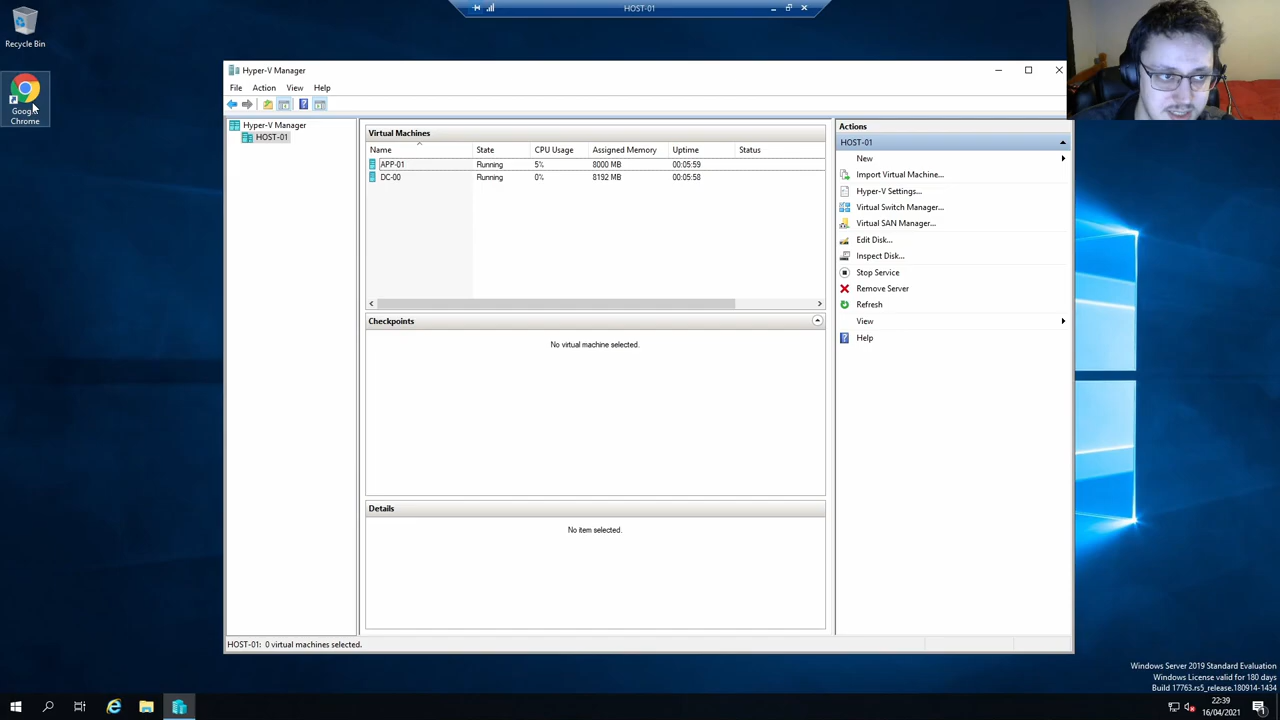 HOST-01
Recycle Bin
Google
Chrome
Hyper-V Manager
File Action View Help
Hyper-V Manager
HOST-01
Virtual Machines
Name State CPU Usage Assigned Memory Uptime Status
APP-01 Running 5% 8000 MB 00:05:59
DC-00 Running 0% 8192 MB 00:05:58
Checkpoints
No virtual machine selected.
Details
No item selected.
Actions
HOST-01
New
Import Virtual Machine...
Hyper-V Settings...
Virtual Switch Manager...
Virtual SAN Manager...
Edit Disk...
Inspect Disk...
Stop Service
Remove Server
Refresh
View
Help
HOST-01: 0 virtual machines selected.
Windows Server 2019 Standard Evaluation
Windows License valid for 180 days
Build 17763.rs5_release.180914-1434
22:39
16/04/2021
1